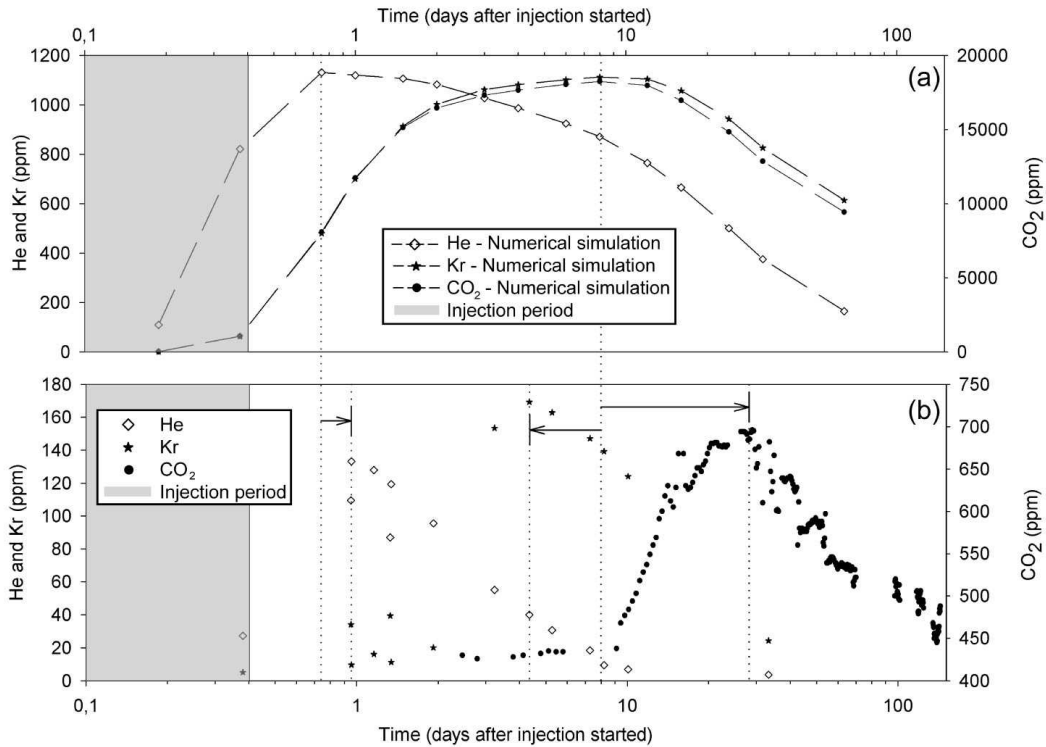 Time (days after injection started)
0,1 1 10 100
1200 20000
(a)
1000
15000
800
He and Kr (ppm)
600 10000
CO2 (ppm)
400
He - Numerical simulation
Kr - Numerical simulation
5000
CO2 - Numerical simulation
200
Injection period
0 0
180 750
(b)
160 700
He
140
Kr
650
120
CO2
Injection period
100 600
He and Kr (ppm)
80 550
CO2 (ppm)
60
500
40
450
20
0 400
0,1 1 10 100
Time (days after injection started)